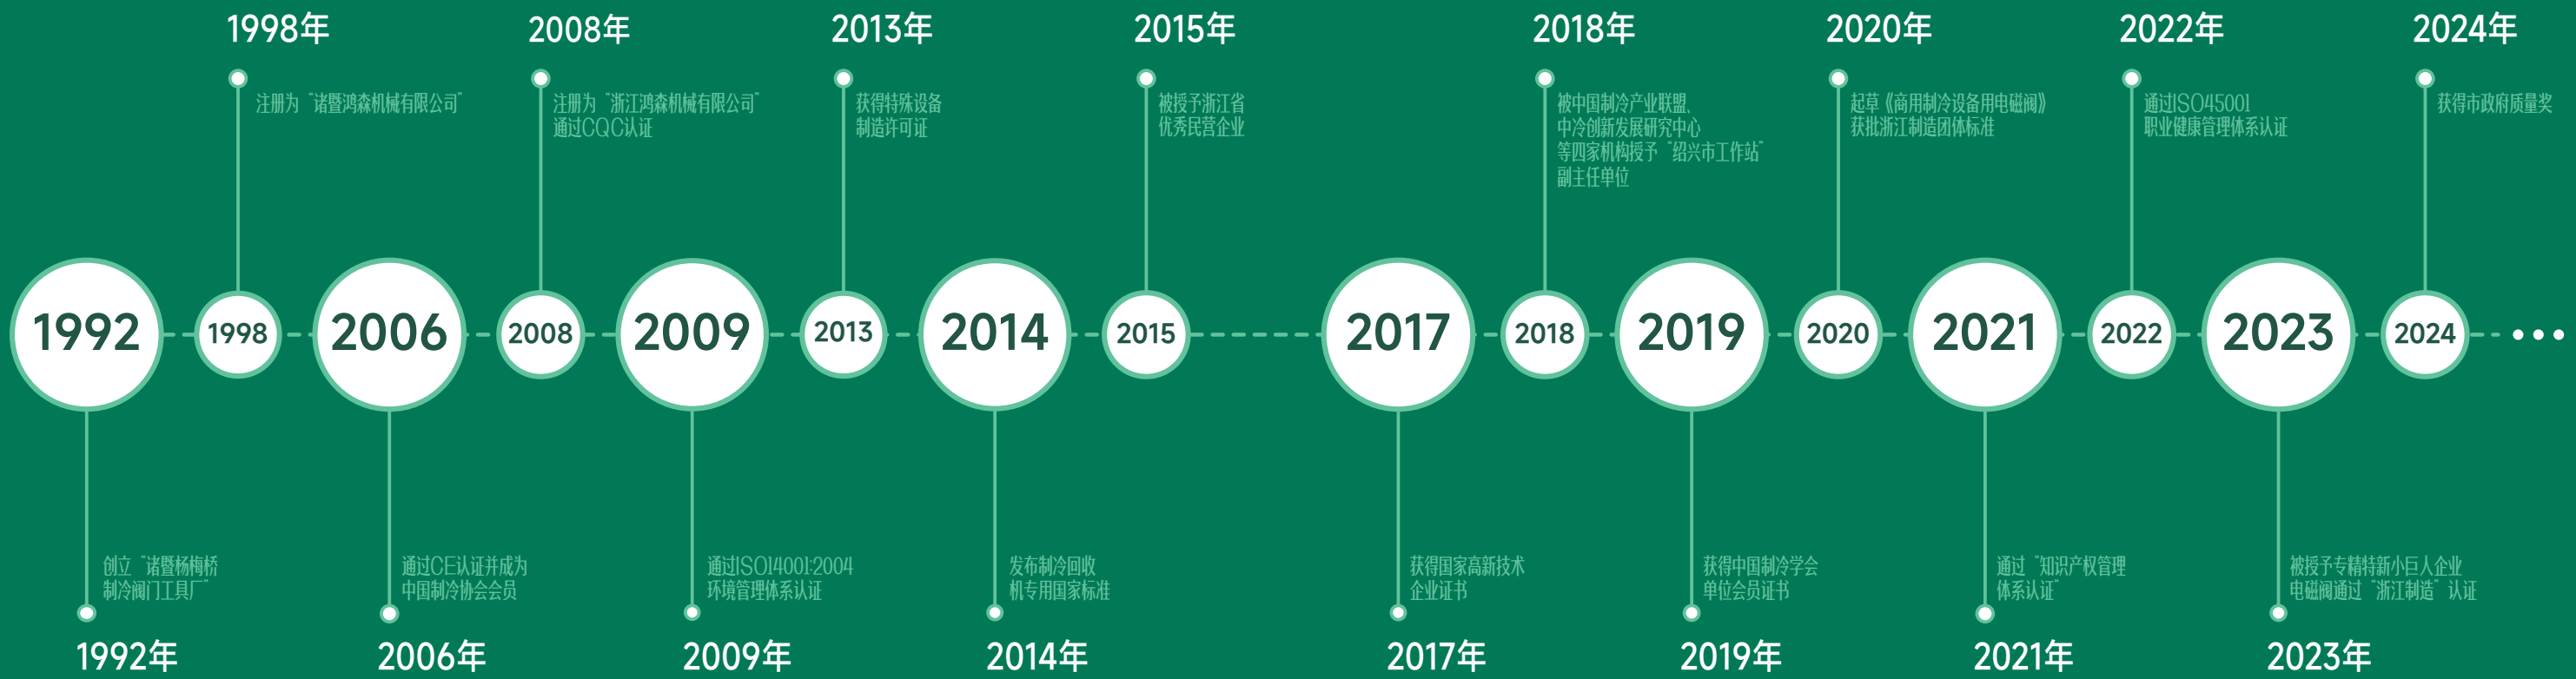 1998年
注册为“诸暨鸿森机械有限公司”
2008年
注册为“浙江鸿森机械有限公司”
通过CQC认证
2013年
获得特殊设备
制造许可证
2015年
被授予浙江省
优秀民营企业
2018年
被中国制冷产业联盟、
中冷创新发展研究中心
等四家机构授予“绍兴市工作站”
副主任单位
2020年
起草《商用制冷设备用电磁阀》
获批浙江制造团体标准
2022年
通过ISO45001
职业健康管理体系认证
2024年
获得市政府质量奖
1992
1998
2006
2008
2009
2013
2014
2015
2017
2018
2019
2020
2021
2022
2023
2024
创立“诸暨杨梅桥
制冷阀门工具厂”
1992年
通过CE认证并成为
中国制冷协会会员
2006年
通过ISO14001:2004
环境管理体系认证
2009年
发布制冷回收
机专用国家标准
2014年
获得国家高新技术
企业证书
2017年
获得中国制冷学会
单位会员证书
2019年
通过“知识产权管理
体系认证”
2021年
被授予专精特新小巨人企业
电磁阀通过“浙江制造”认证
2023年